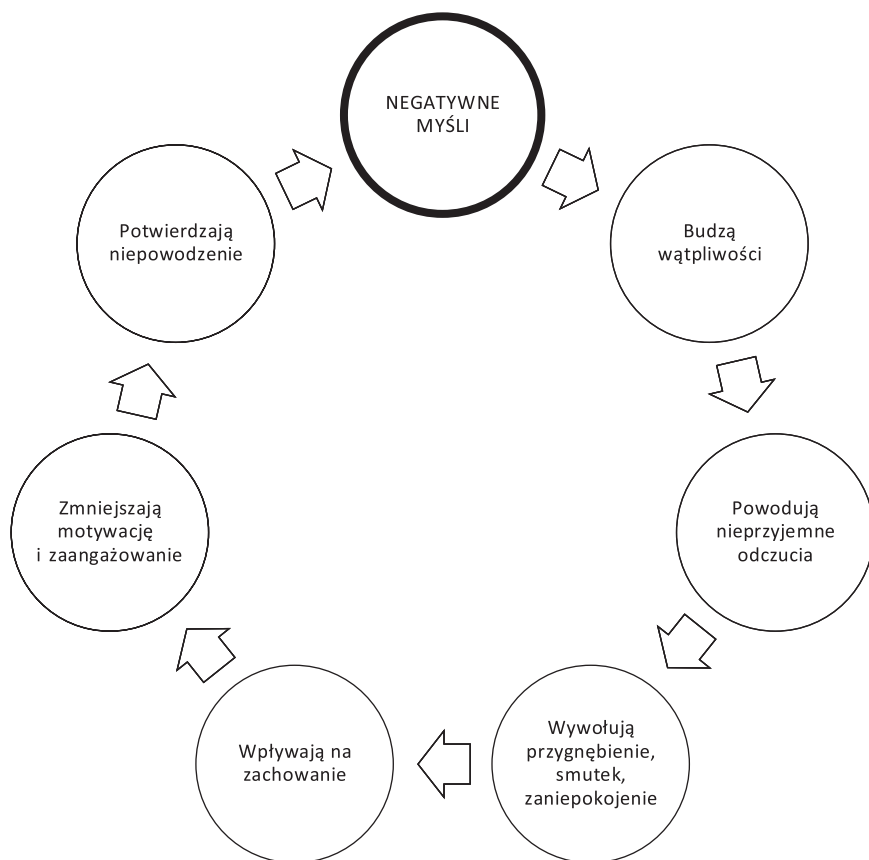 NEGATYWNE
MYŚLI
Budzą
wątpliwości
Powodują
nieprzyjemne
odczucia
Wywołują
przygnębienie,
smutek,
zaniepokojenie
Wpływają na
zachowanie
Zmniejszają
motywację
i zaangażowanie
Potwierdzają
niepowodzenie